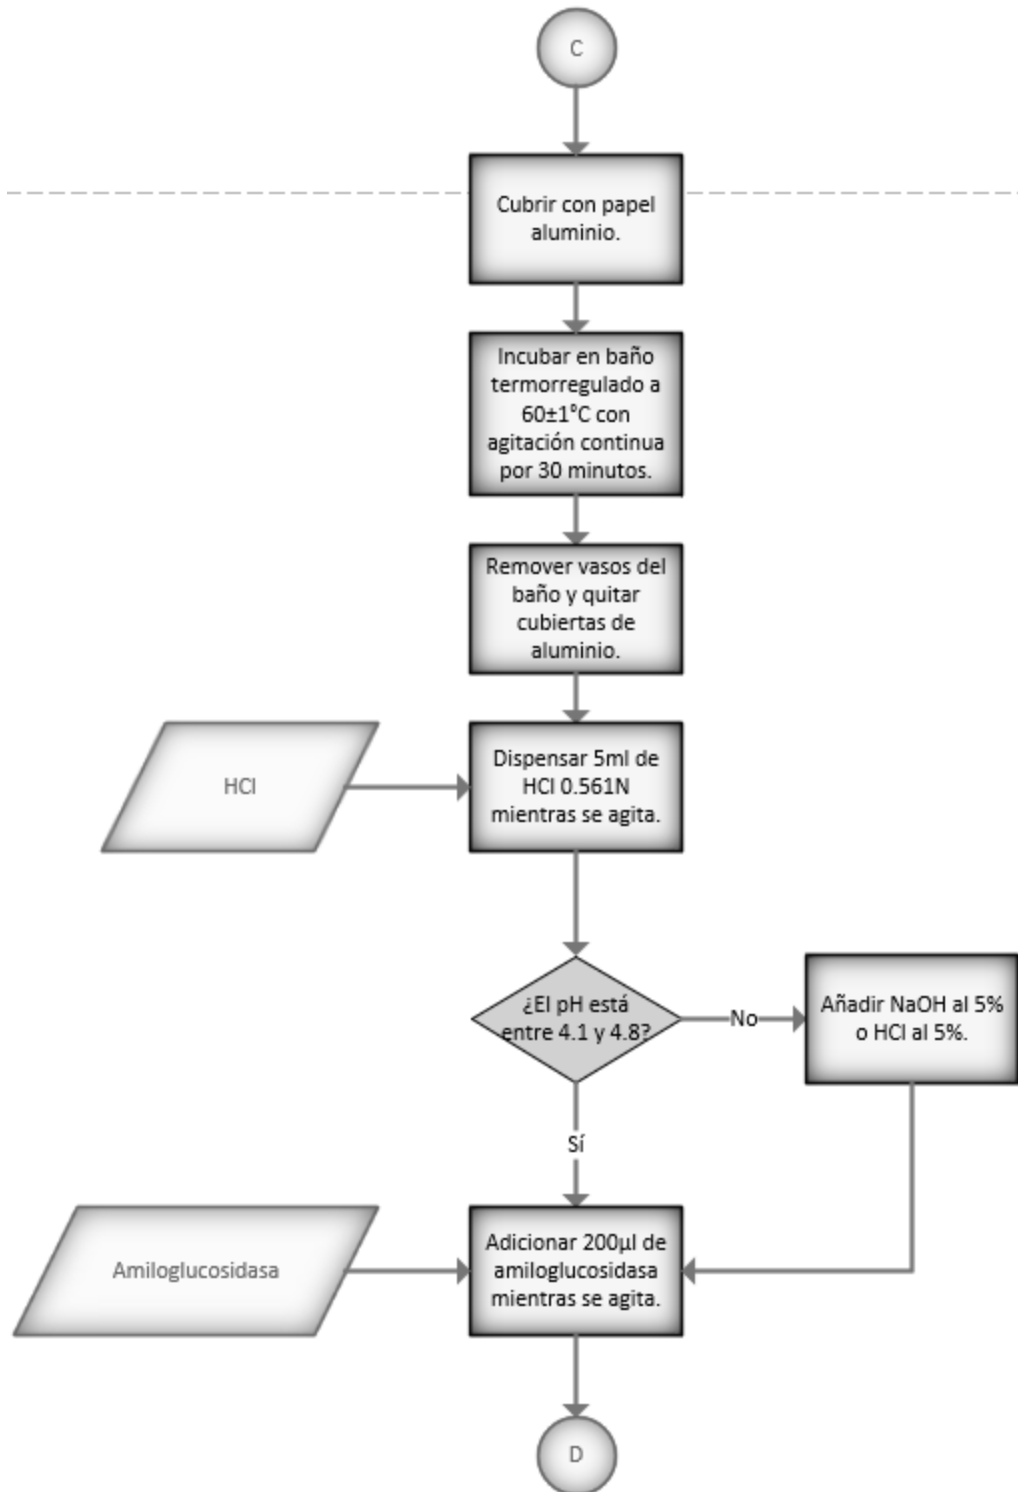 C
Cubrir con papel
aluminio.
Incubar en baño
termorregulado a
60±1°C con
agitación continua
por 30 minutos.
Remover vasos del
baño y quitar
cubiertas de
aluminio.
HCl
Dispensar 5ml de
HCl 0.561N
mientras se agita.
¿El pH está
entre 4.1 y 4.8?
No
Añadir NaOH al 5%
o HCl al 5%.
Sí
Amiloglucosidasa
Adicionar 200µl de
amiloglucosidasa
mientras se agita.
D